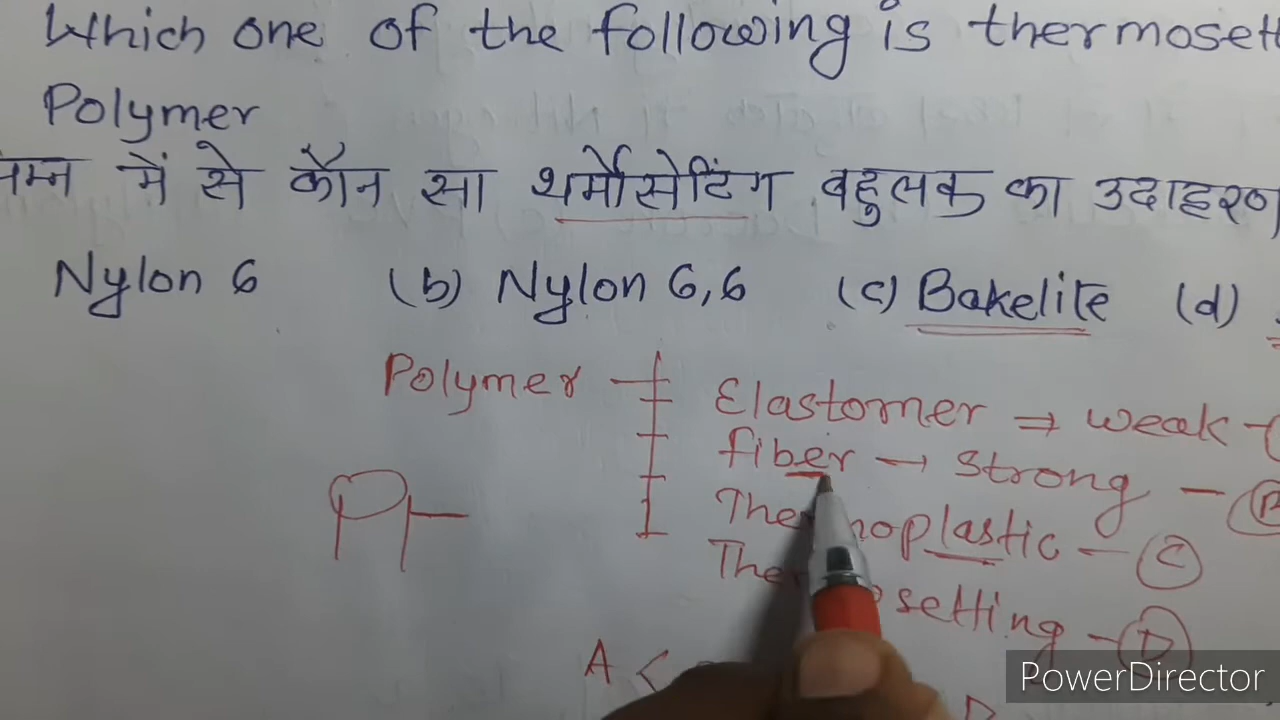 Which one of the following is thermosett
Polymer
निम्न में से कौन सा थर्मोसेटिंग बहुलक का उदाहरण
Nylon 6 (b) Nylon 6,6 (c) Bakelite (d)
Polymer
Elastomer ⇒ weak - (
fiber → Strong - B
Thermoplastic - C
Thermosetting - D
A <
PowerDirector